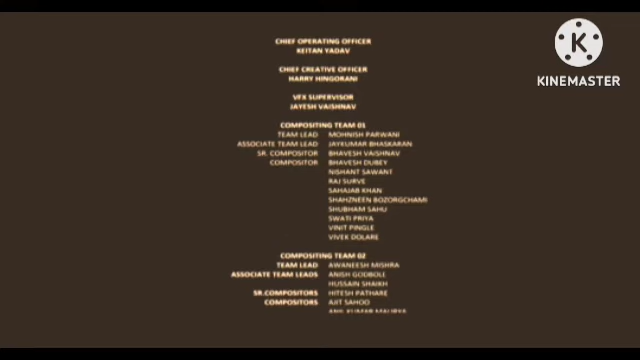 CHIEF OPERATING OFFICER
KEITAN YADAV
CHIEF CREATIVE OFFICER
HARRY HINGORANI
VFX SUPERVISOR
JAYESH VAISHNAV
COMPOSITING TEAM 01
TEAM LEAD MOHNISH PARWANI
ASSOCIATE TEAM LEAD JAYKUMAR BHASKARAN
SR. COMPOSITOR BHAVESH VAISHNAV
COMPOSITOR BHAVESH DUBEY
NISHANT SAWANT
RAJ SURVE
SAHAJAB KHAN
SHAHZNEEN BOZORGCHAMI
SHUBHAM SAHU
SWATI PRIYA
VINIT PINGLE
VIVEK DOLARE
COMPOSITING TEAM 02
TEAM LEAD AWANEESH MISHRA
ASSOCIATE TEAM LEADS ANISH GODBOLE
HUSSAIN SHAIKH
SR.COMPOSITORS HITESH PATHARE
COMPOSITORS AJIT SAHOO
K
KINEMASTER